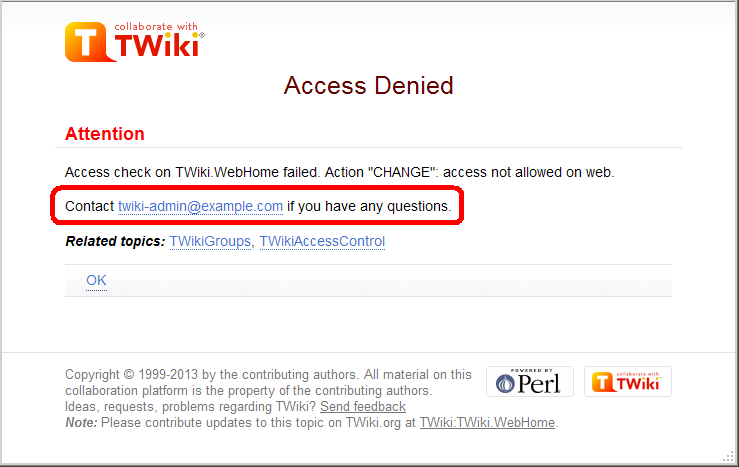 collaborate with
TWiki®
Access Denied
Attention
Access check on TWiki.WebHome failed. Action "CHANGE": access not allowed on web.
Contact twiki-admin@example.com if you have any questions.
Related topics: TWikiGroups, TWikiAccessControl
OK
Copyright © 1999-2013 by the contributing authors. All material on this
collaboration platform is the property of the contributing authors.
Ideas, requests, problems regarding TWiki? Send feedback
Note: Please contribute updates to this topic on TWiki.org at TWiki:TWiki.WebHome.
POWERED BY
Perl
collaborate with
TWiki